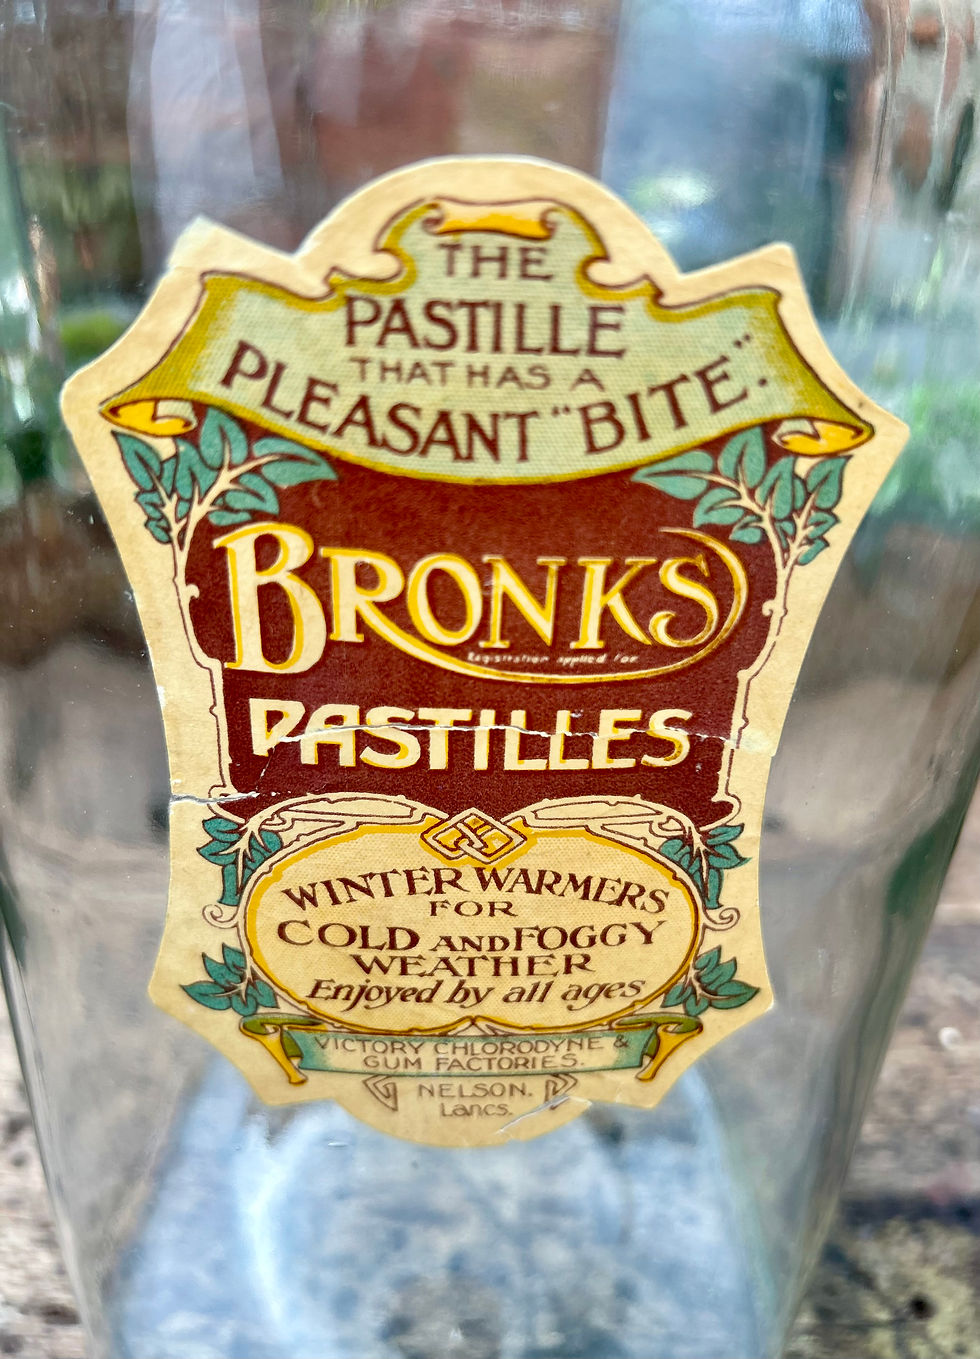 THE
PASTILLE
THAT HAS A
PLEASANT "BITE".
BRONKS
Registration applied for
PASTILLES
WINTER WARMERS
FOR
COLD AND FOGGY
WEATHER
Enjoyed by all ages
VICTORY CHLORODYNE &
GUM FACTORIES.
NELSON.
Lancs.